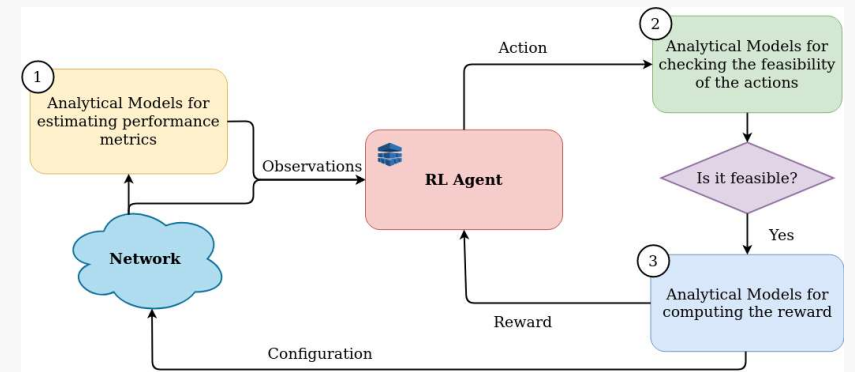 1
Analytical Models for
estimating performance
metrics
Observations
Network
RL Agent
Action
2
Analytical Models for
checking the feasibility
of the actions
Is it feasible?
Yes
3
Analytical Models for
computing the reward
Reward
Configuration